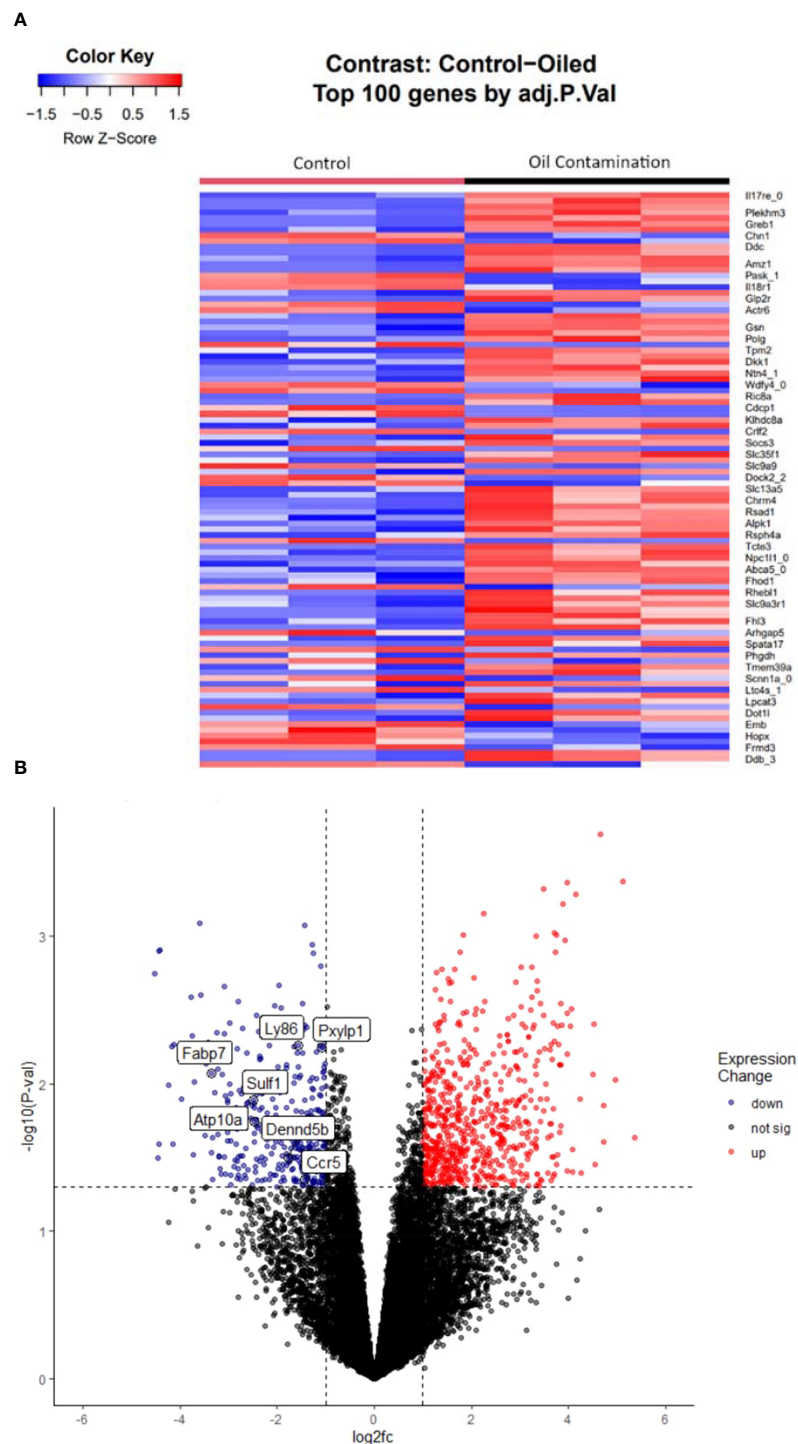 A
Color Key
−1.5 −0.5 0.5 1.5
Row Z−Score
Contrast: Control−Oiled
Top 100 genes by adj.P.Val
Control
Oil Contamination
Il17re_0
Plekhm3
Greb1
Chn1
Ddc
Amz1
Pask_1
Il18r1
Glp2r
Actr6
Gsn
Polg
Tpm2
Dkk1
Ntn4_1
Wdfy4_0
Ric8a
Cdcp1
Klhdc8a
Crlf2
Socs3
Slc35f1
Slc9a9
Dock2_2
Slc13a5
Chrm4
Rsad1
Alpk1
Rsph4a
Tcte3
Npc1l1_0
Abca5_0
Fhod1
Rhebl1
Slc9a3r1
Fhl3
Arhgap5
Spata17
Phgdh
Tmem39a
Scnn1a_0
Ltc4s_1
Lpcat3
Dot1l
Emb
Hopx
Frmd3
Ddb_3
B
-log10(P-val)
3
2
1
0
Ly86
Pxylp1
Fabp7
Sulf1
Atp10a
Dennd5b
Ccr5
-6 -4 -2 0 2 4 6
log2fc
Expression
Change
down
not sig
up